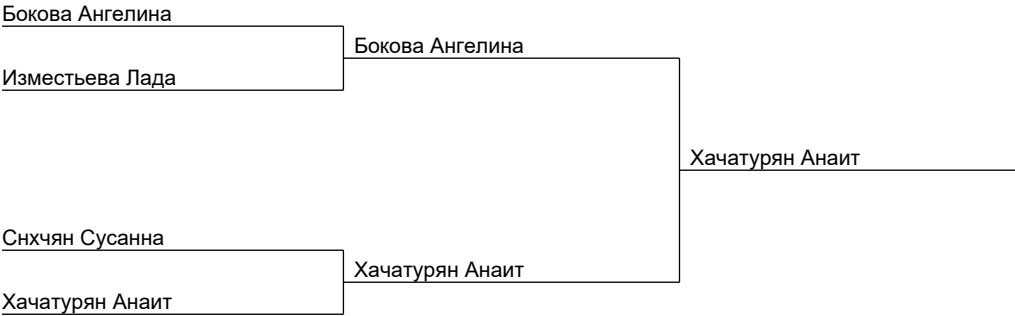 Бокова Ангелина
Бокова Ангелина
Изместьева Лада
Хачатурян Анаит
Снхчян Сусанна
Хачатурян Анаит
Хачатурян Анаит